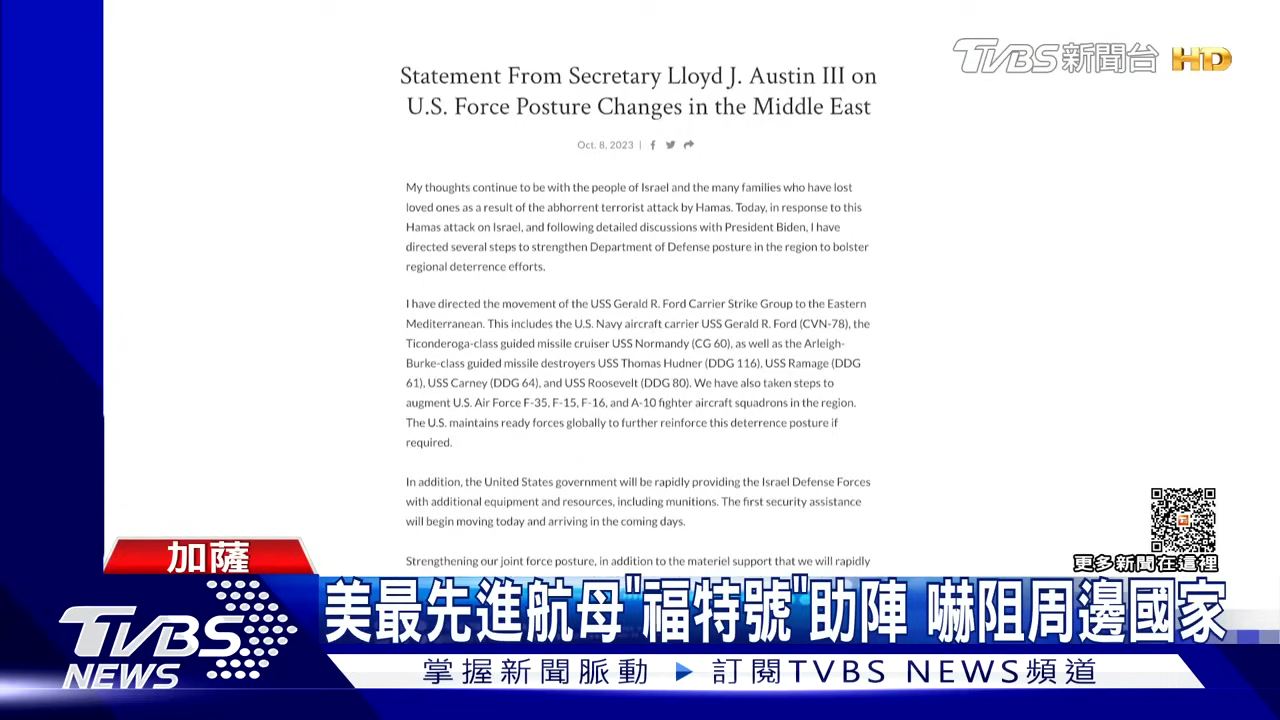 TVBS新聞台 HD
Statement From Secretary Lloyd J. Austin III on
U.S. Force Posture Changes in the Middle East
Oct. 8, 2023 |
My thoughts continue to be with the people of Israel and the many families who have lost
loved ones as a result of the abhorrent terrorist attack by Hamas. Today, in response to this
Hamas attack on Israel, and following detailed discussions with President Biden, I have
directed several steps to strengthen Department of Defense posture in the region to bolster
regional deterrence efforts.
I have directed the movement of the USS Gerald R. Ford Carrier Strike Group to the Eastern
Mediterranean. This includes the U.S. Navy aircraft carrier USS Gerald R. Ford (CVN-78), the
Ticonderoga-class guided missile cruiser USS Normandy (CG 60), as well as the Arleigh-
Burke-class guided missile destroyers USS Thomas Hudner (DDG 116), USS Ramage (DDG
61), USS Carney (DDG 64), and USS Roosevelt (DDG 80). We have also taken steps to
augment U.S. Air Force F-35, F-15, F-16, and A-10 fighter aircraft squadrons in the region.
The U.S. maintains ready forces globally to further reinforce this deterrence posture if
required.
In addition, the United States government will be rapidly providing the Israel Defense Forces
with additional equipment and resources, including munitions. The first security assistance
will begin moving today and arriving in the coming days.
Strengthening our joint force posture, in addition to the materiel support that we will rapidly
更多新聞在這裡
加薩
美最先進航母"福特號"助陣 嚇阻周邊國家
TVBS
NEWS
掌握新聞脈動 ▶ 訂閱TVBS NEWS頻道